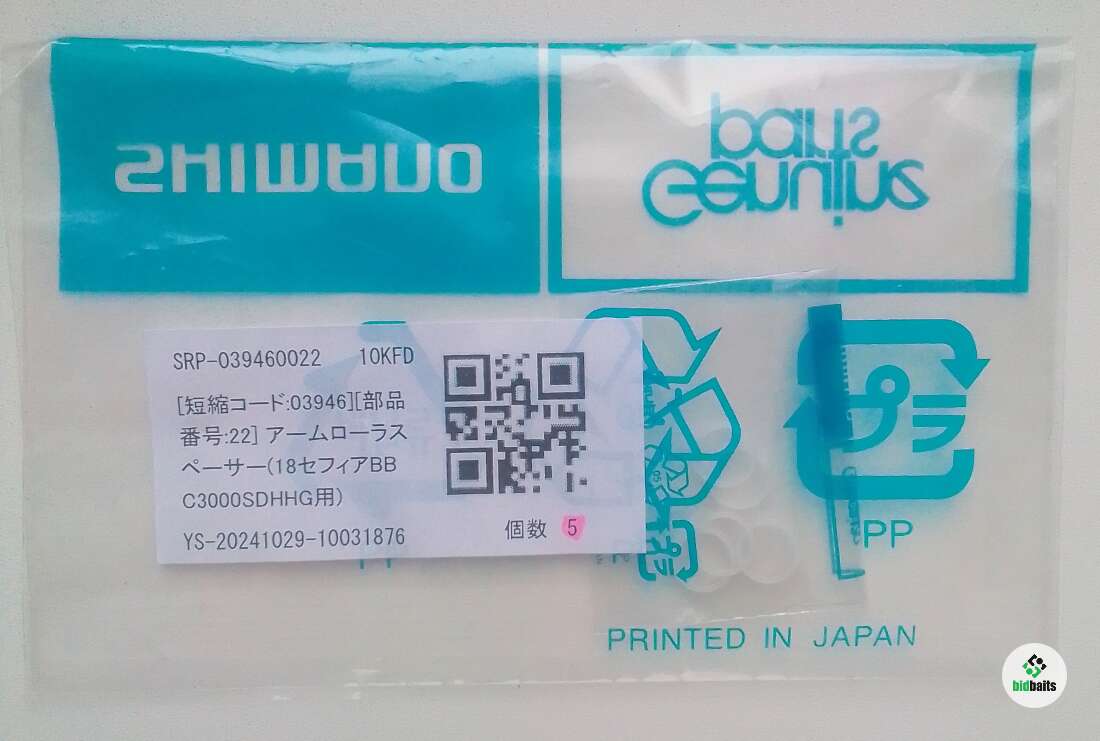 SHIMANO
Genuine
parts
SRP-039460022 10KFD
[短縮コード:03946][部品
番号:22] アームローラス
ペーサー(18セフィアBB
C3000SDHHG用)
YS-20241029-10031876
個数 5
プラ
PP
PRINTED IN JAPAN
bidbaits